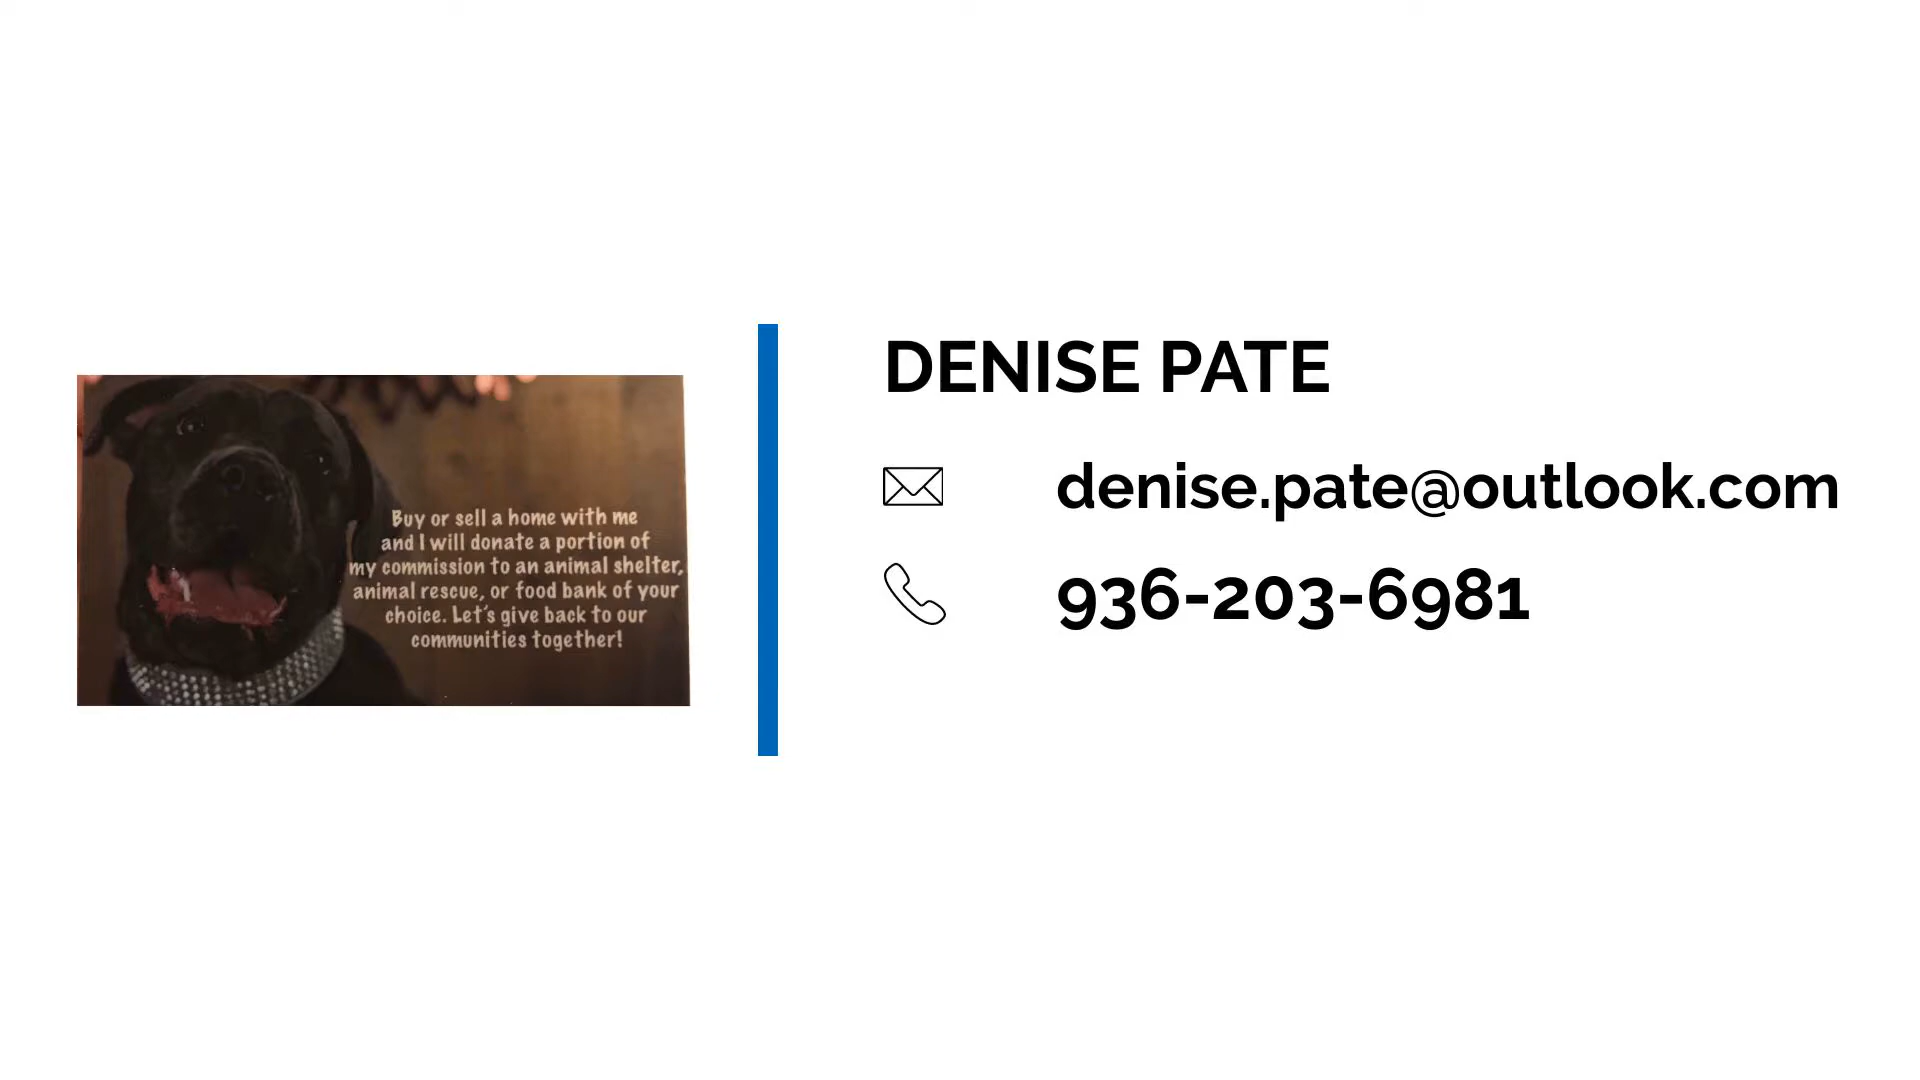 Buy or sell a home with me
and I will donate a portion of
my commission to an animal shelter,
animal rescue, or food bank of your
choice. Let's give back to our
communities together!
DENISE PATE
denise.pate@outlook.com
936-203-6981